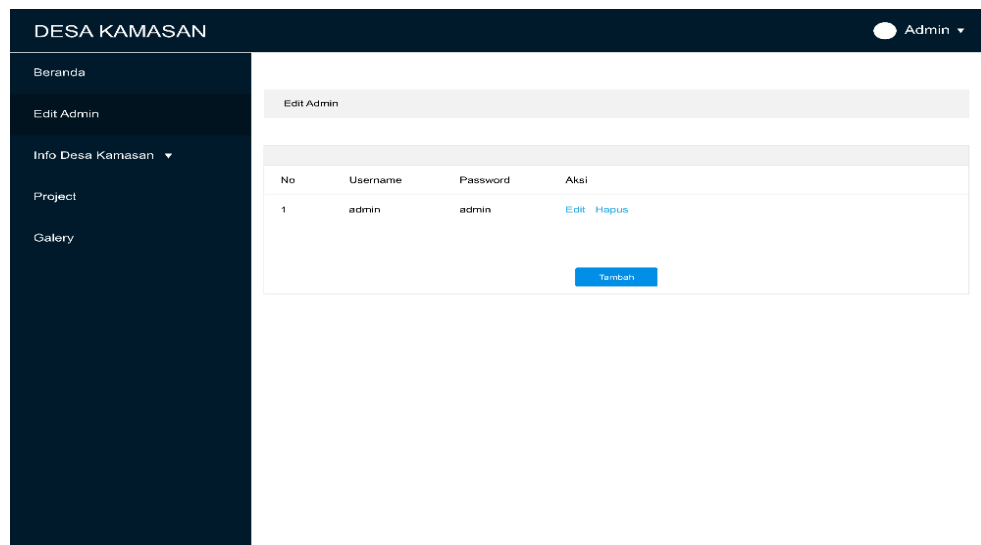 DESA KAMASAN
Admin
Beranda
Edit Admin
Info Desa Kamasan
Project
Galery
Edit Admin
No Username Password Aksi
1 admin admin Edit Hapus
Tambah